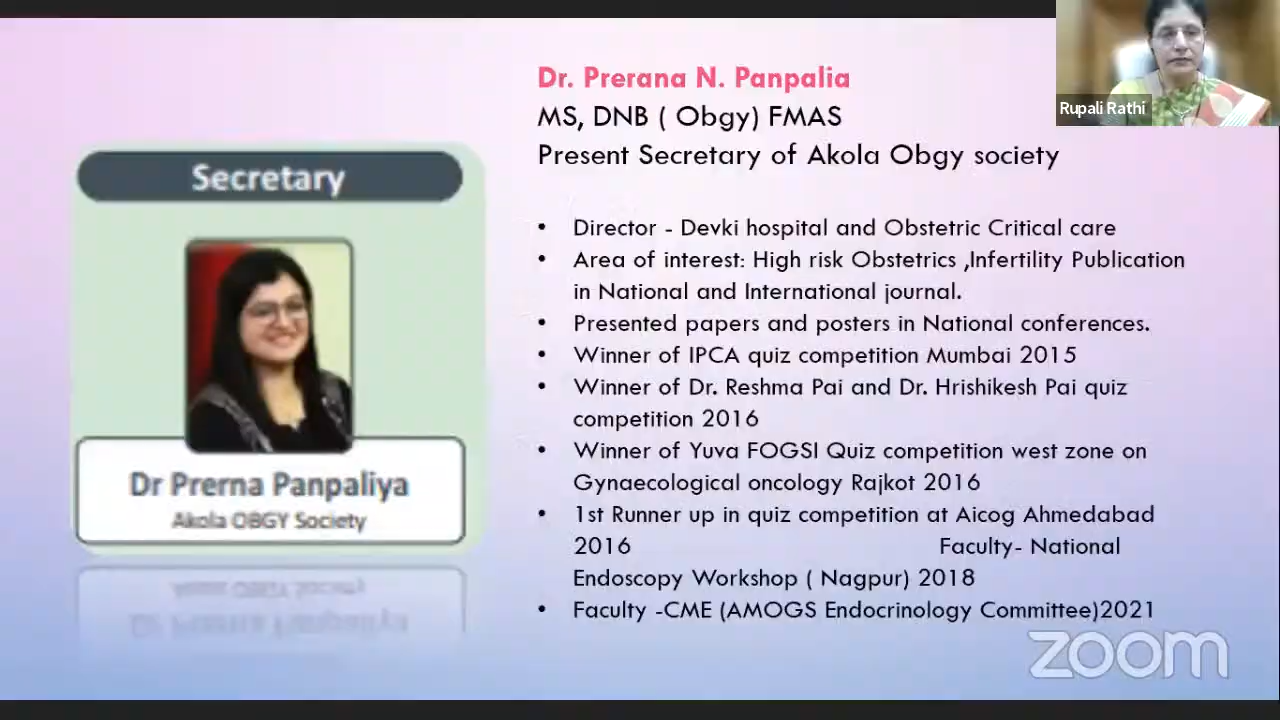 Dr. Prerana N. Panpalia
MS, DNB ( Obgy) FMAS
Present Secretary of Akola Obgy society
Rupali Rathi
Secretary
Dr Prerna Panpaliya
Akola OBGY Society
• Director - Devki hospital and Obstetric Critical care
• Area of interest: High risk Obstetrics ,Infertility Publication
in National and International journal.
• Presented papers and posters in National conferences.
• Winner of IPCA quiz competition Mumbai 2015
• Winner of Dr. Reshma Pai and Dr. Hrishikesh Pai quiz
competition 2016
• Winner of Yuva FOGSI Quiz competition west zone on
Gynaecological oncology Rajkot 2016
• 1st Runner up in quiz competition at Aicog Ahmedabad
2016 Faculty- National
Endoscopy Workshop ( Nagpur) 2018
• Faculty -CME (AMOGS Endocrinology Committee)2021
zoom